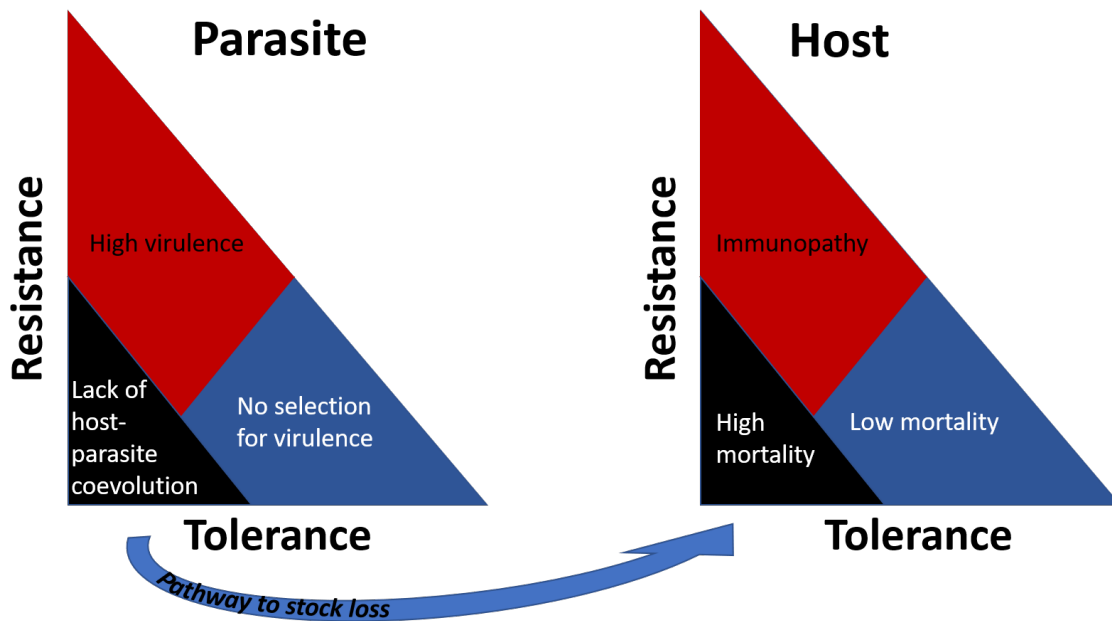 Parasite
Resistance
High virulence
Lack of
host-
parasite
coevolution
No selection
for virulence
Tolerance
Host
Resistance
Immunopathy
High
mortality
Low mortality
Tolerance
Pathway to stock loss